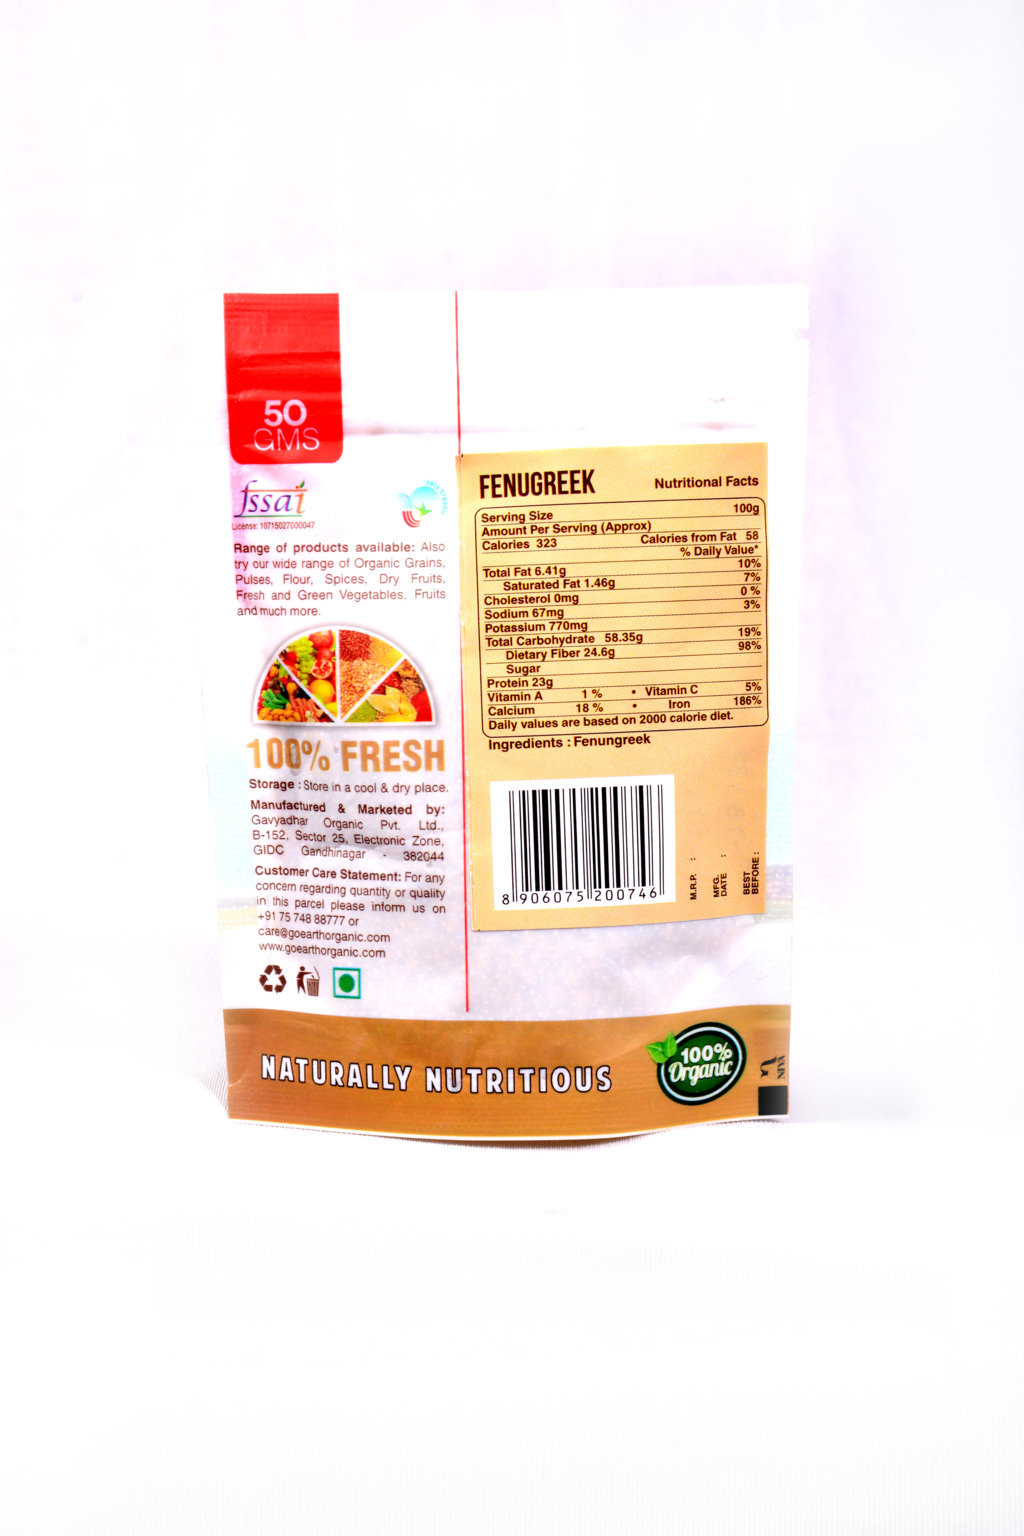 50
GMS
fssai
License: 10715027000047
Range of products available: Also
try our wide range of Organic Grains,
Pulses, Flour, Spices, Dry Fruits,
Fresh and Green Vegetables, Fruits
and much more.
100% FRESH
Storage : Store in a cool & dry place.
Manufactured & Marketed by:
Gavyadhar Organic Pvt. Ltd.,
B-152, Sector 25, Electronic Zone,
GIDC Gandhinagar - 382044
Customer Care Statement: For any
concern regarding quantity or quality
in this parcel please inform us on
+91 75 748 88777 or
care@goearthorganic.com
www.goearthorganic.com
FENUGREEK Nutritional Facts
Serving Size 100g
Amount Per Serving (Approx)
Calories 323 Calories from Fat 58
% Daily Value*
Total Fat 6.41g 10%
Saturated Fat 1.46g 7%
Cholesterol 0mg 0 %
Sodium 67mg 3%
Potassium 770mg
Total Carbohydrate 58.35g 19%
Dietary Fiber 24.6g 98%
Sugar
Protein 23g
Vitamin A 1 % • Vitamin C 5%
Calcium 18 % • Iron 186%
Daily values are based on 2000 calorie diet.
Ingredients : Fenungreek
8 906075 200746
M.R.P. :
MFG. DATE :
BEST BEFORE :
NATURALLY NUTRITIOUS
100%
Organic